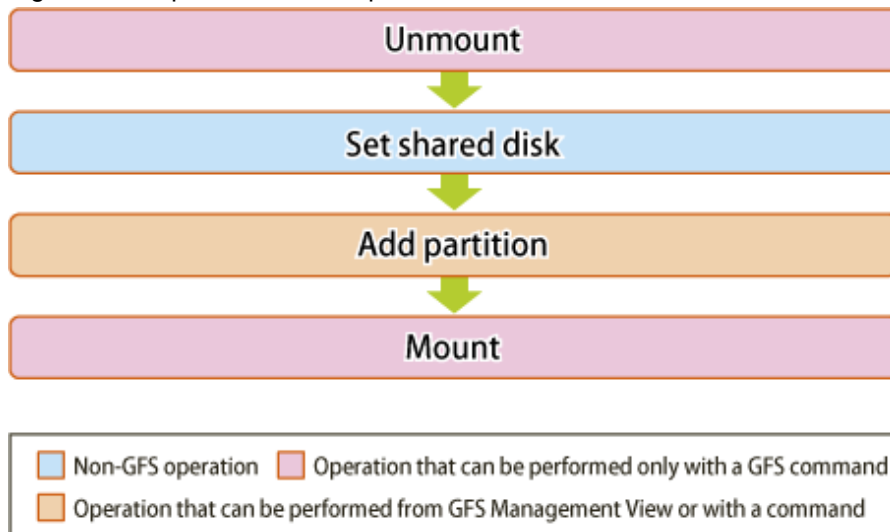 Unmount
Set shared disk
Add partition
Mount
Non-GFS operation Operation that can be performed only with a GFS command
Operation that can be performed from GFS Management View or with a command